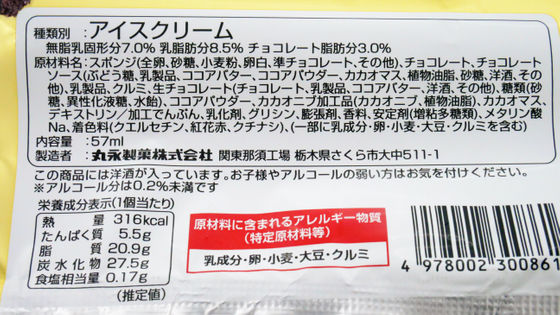 種類別：アイスクリーム
無脂乳固形分7.0％ 乳脂肪分8.5％ チョコレート脂肪分3.0％
原材料名：スポンジ(全卵、砂糖、小麦粉、卵白、準チョコレート、その他)、チョコレート、チョコレート
ソース(ぶどう糖、乳製品、ココアバター、ココアパウダー、カカオマス、植物油脂、砂糖、洋酒、その
他)、乳製品、クルミ、生チョコレート(チョコレート、乳製品、ココアバター、洋酒、その他)、糖類(砂
糖、異性化液糖、水飴)、ココアパウダー、カカオニブ加工品(カカオニブ、植物油脂)、カカオマス、
デキストリン／加工でんぷん、乳化剤、グリシン、膨張剤、香料、安定剤(増粘多糖類)、メタリン酸
Na、着色料(クエルセチン、紅花赤、クチナシ)、(一部に乳成分・卵・小麦・大豆・クルミを含む)
内容量：57ml
製造者：丸永製菓株式会社 関東那須工場 栃木県さくら市大中511-1
この商品には洋酒が入っています。お子様やアルコールの弱い方はお気を付けください。
※アルコール分は0.2％未満です
栄養成分表示(1個当たり)
熱量 316kcal
たんぱく質 5.5g
脂質 20.9g
炭水化物 27.5g
食塩相当量 0.17g
(推定値)
原材料に含まれるアレルギー物質
(特定原材料等)
乳成分・卵・小麦・大豆・クルミ
4 978002 300861